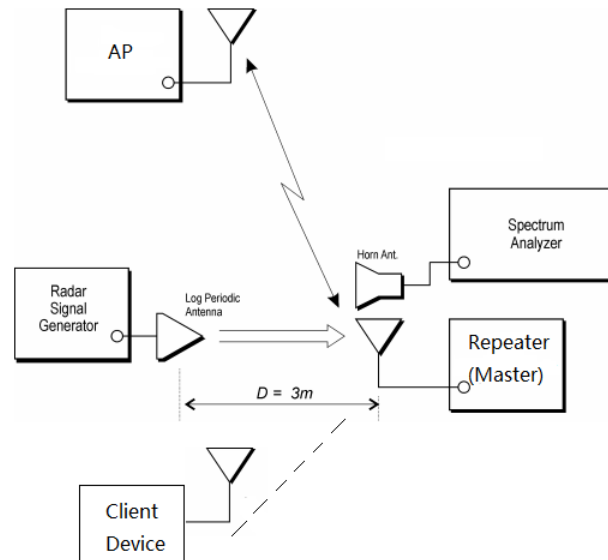 AP
Spectrum
Analyzer
Horn Ant.
Radar
Signal
Generator
Log Periodic
Antenna
Repeater
(Master)
D = 3m
Client
Device